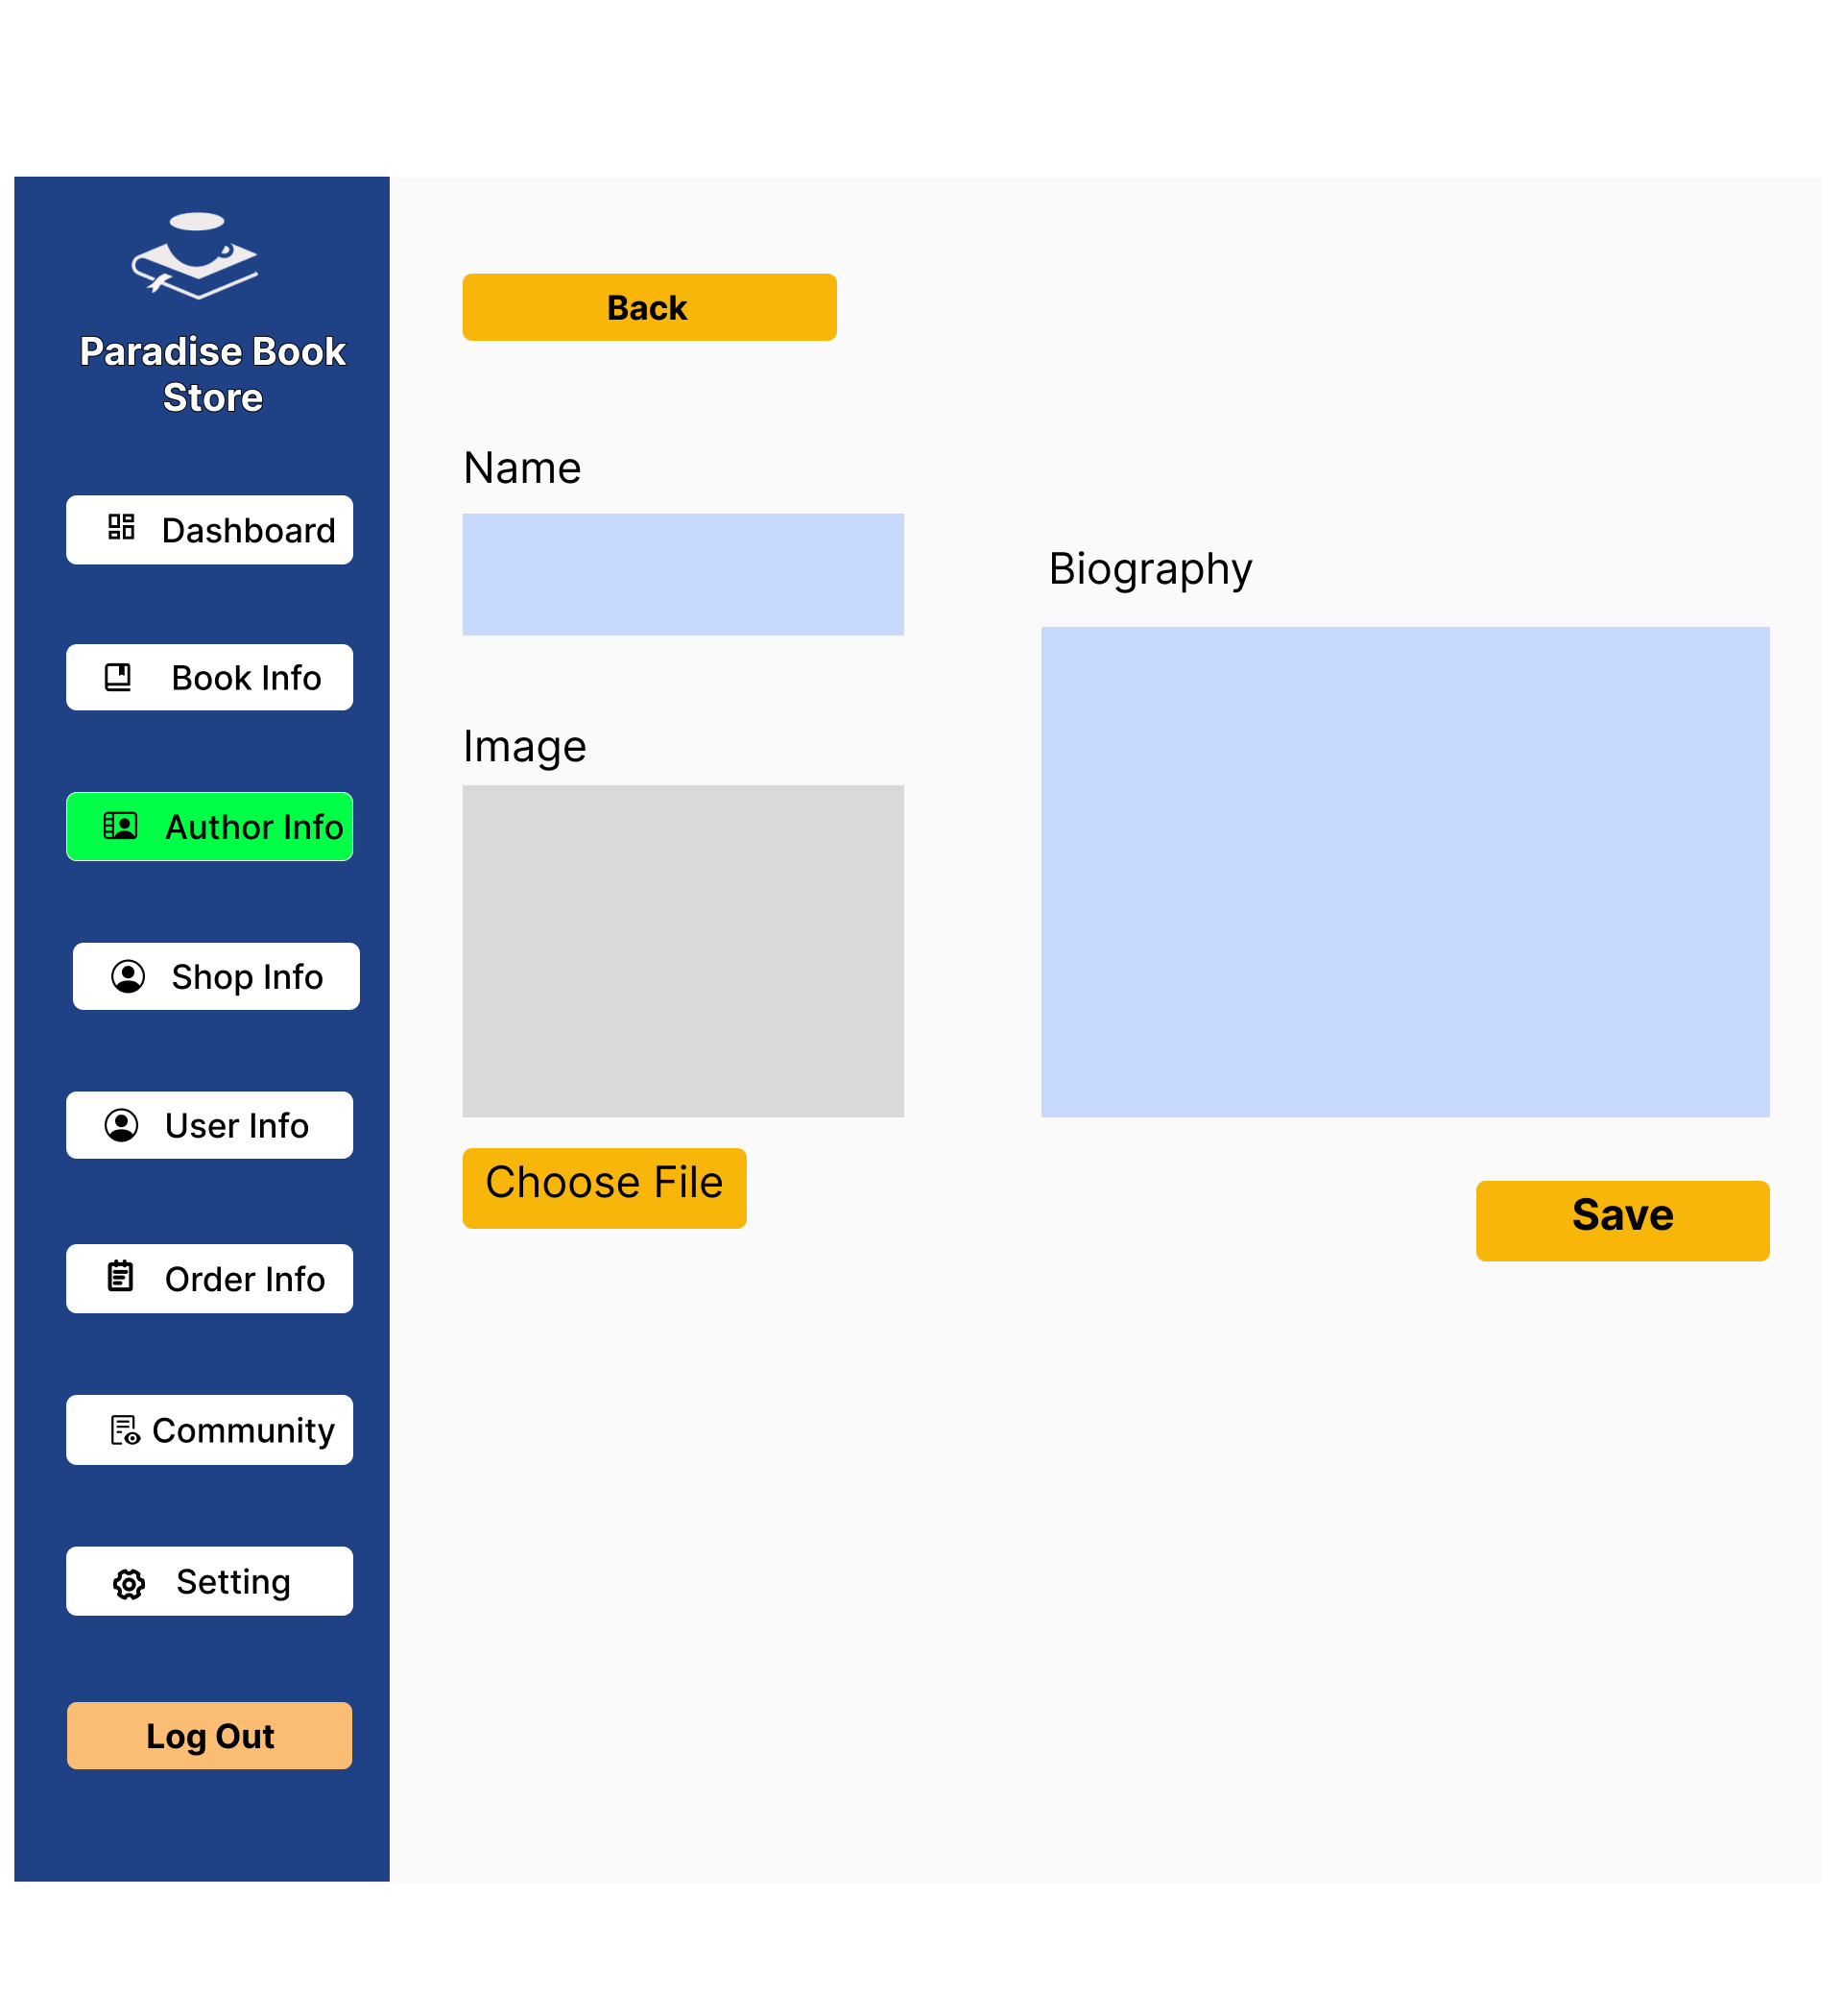 Paradise Book
Store
Dashboard
Book Info
Author Info
Shop Info
User Info
Order Info
Community
Setting
Log Out
Back
Name
Image
Choose File
Biography
Save